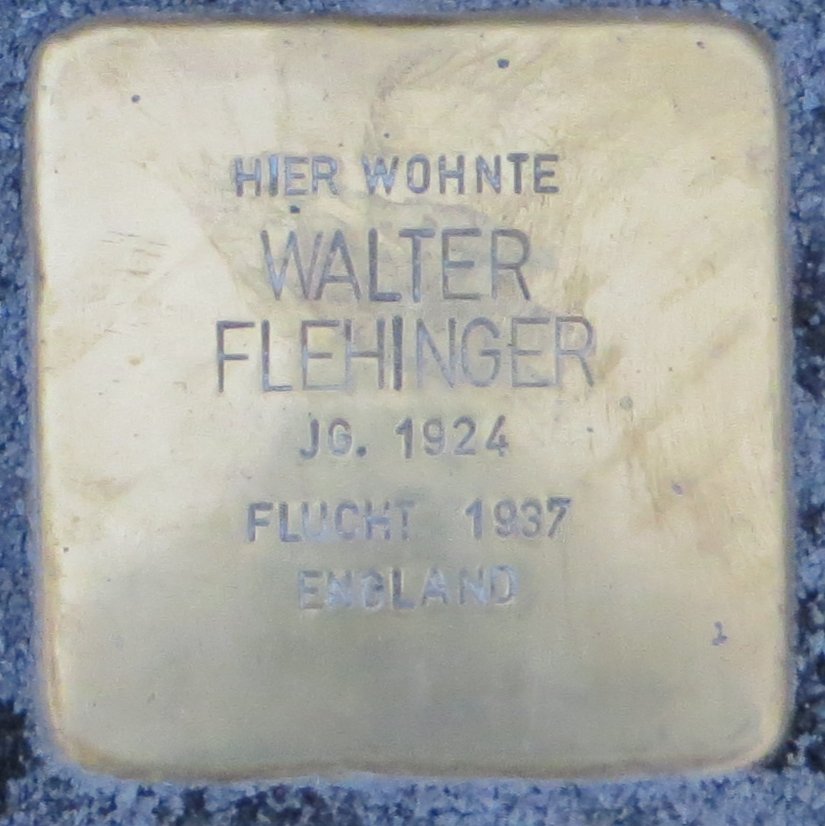 HIER WOHNTE
WALTER
FLEHINGER
JG. 1924
FLUCHT 1937
ENGLAND